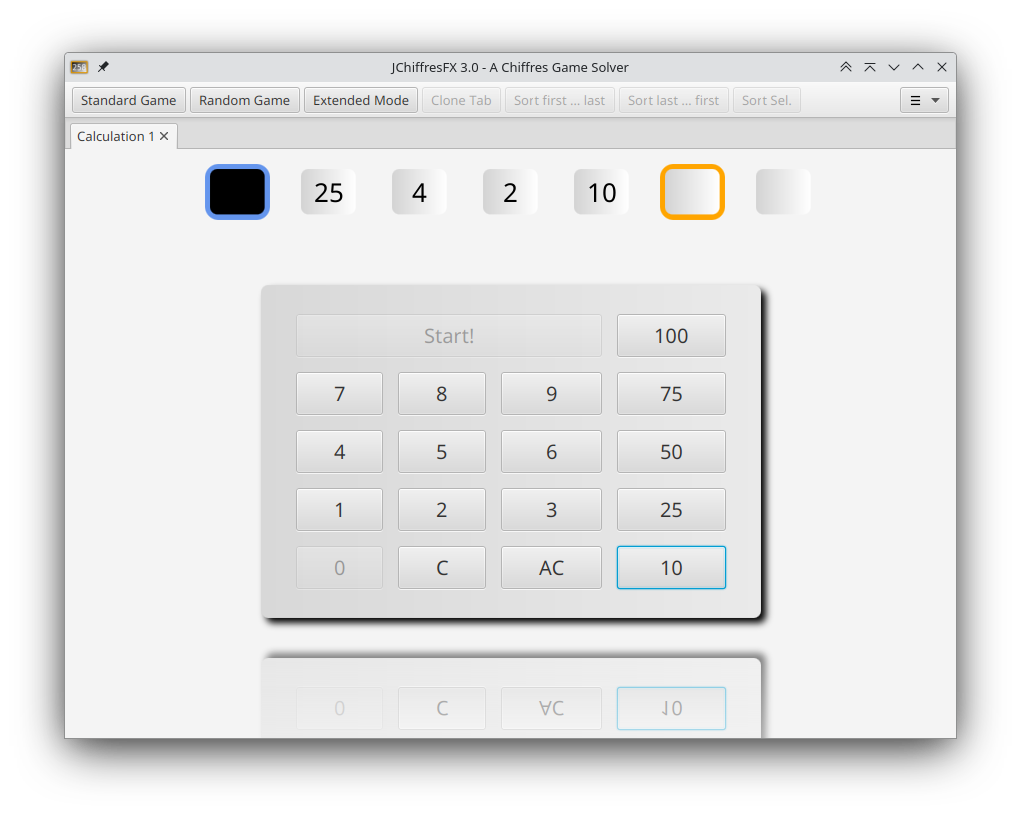 JChiffresFX 3.0 - A Chiffres Game Solver
Standard Game Random Game Extended Mode Clone Tab Sort first ... last Sort last ... first Sort Sel.
Calculation 1
25 4 2 10
Start! 100
7 8 9 75
4 5 6 50
1 2 3 25
0 C AC 10
0 C AC 10